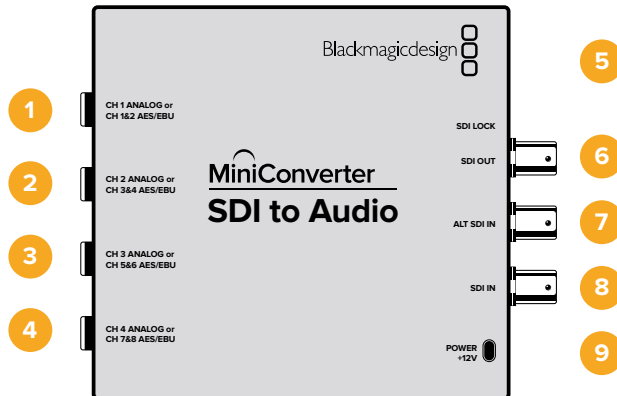 Blackmagicdesign
1
CH 1 ANALOG or
CH 1&2 AES/EBU
2
CH 2 ANALOG or
CH 3&4 AES/EBU
3
CH 3 ANALOG or
CH 5&6 AES/EBU
4
CH 4 ANALOG or
CH 7&8 AES/EBU
MiniConverter
SDI to Audio
5
SDI LOCK
SDI OUT
6
ALT SDI IN
7
SDI IN
8
POWER
+12V
9